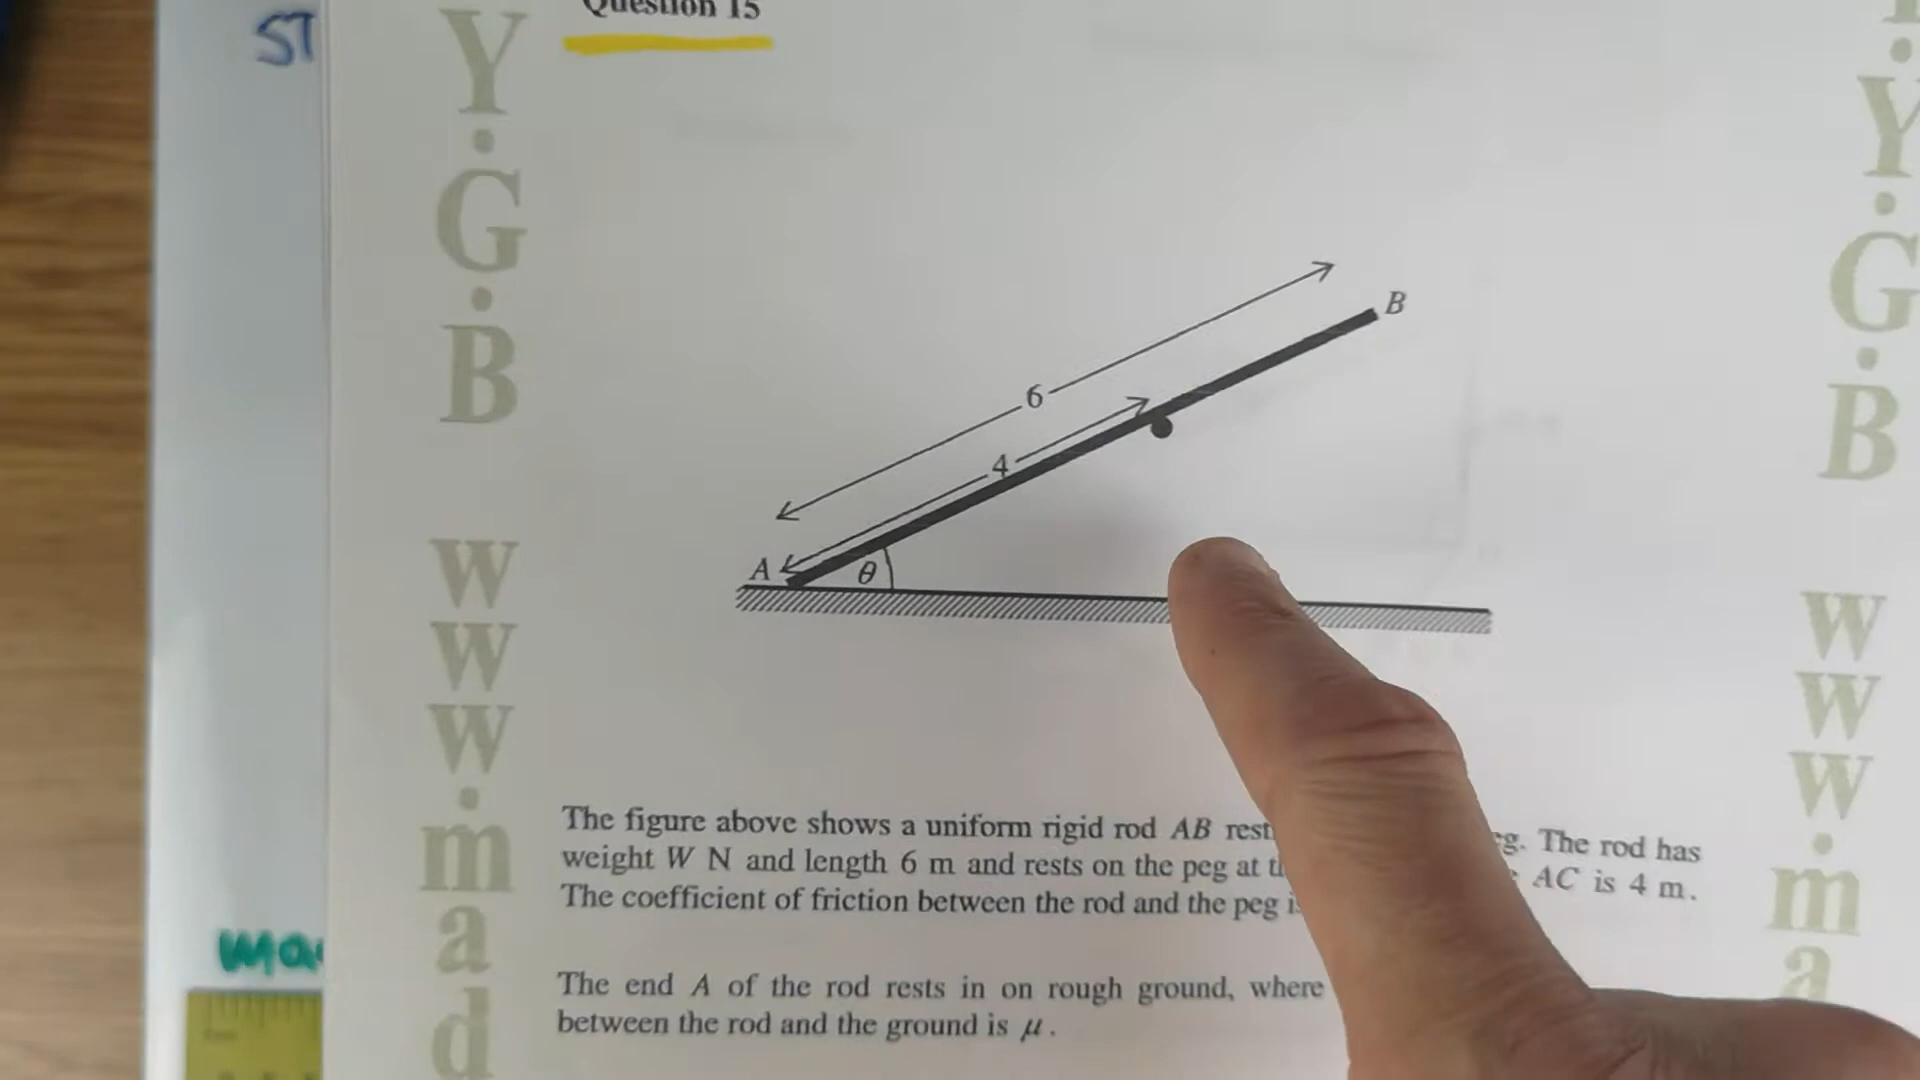 Question 15
ST
Y.G.B
Y.G.B
B
6
4
A
θ
The figure above shows a uniform rigid rod AB The rod has
weight W N and length 6 m and rests on the peg at AC is 4 m.
The coefficient of friction between the rod and the peg
The end A of the rod rests in on rough ground, where
between the rod and the ground is μ.
www.mad
www.ma